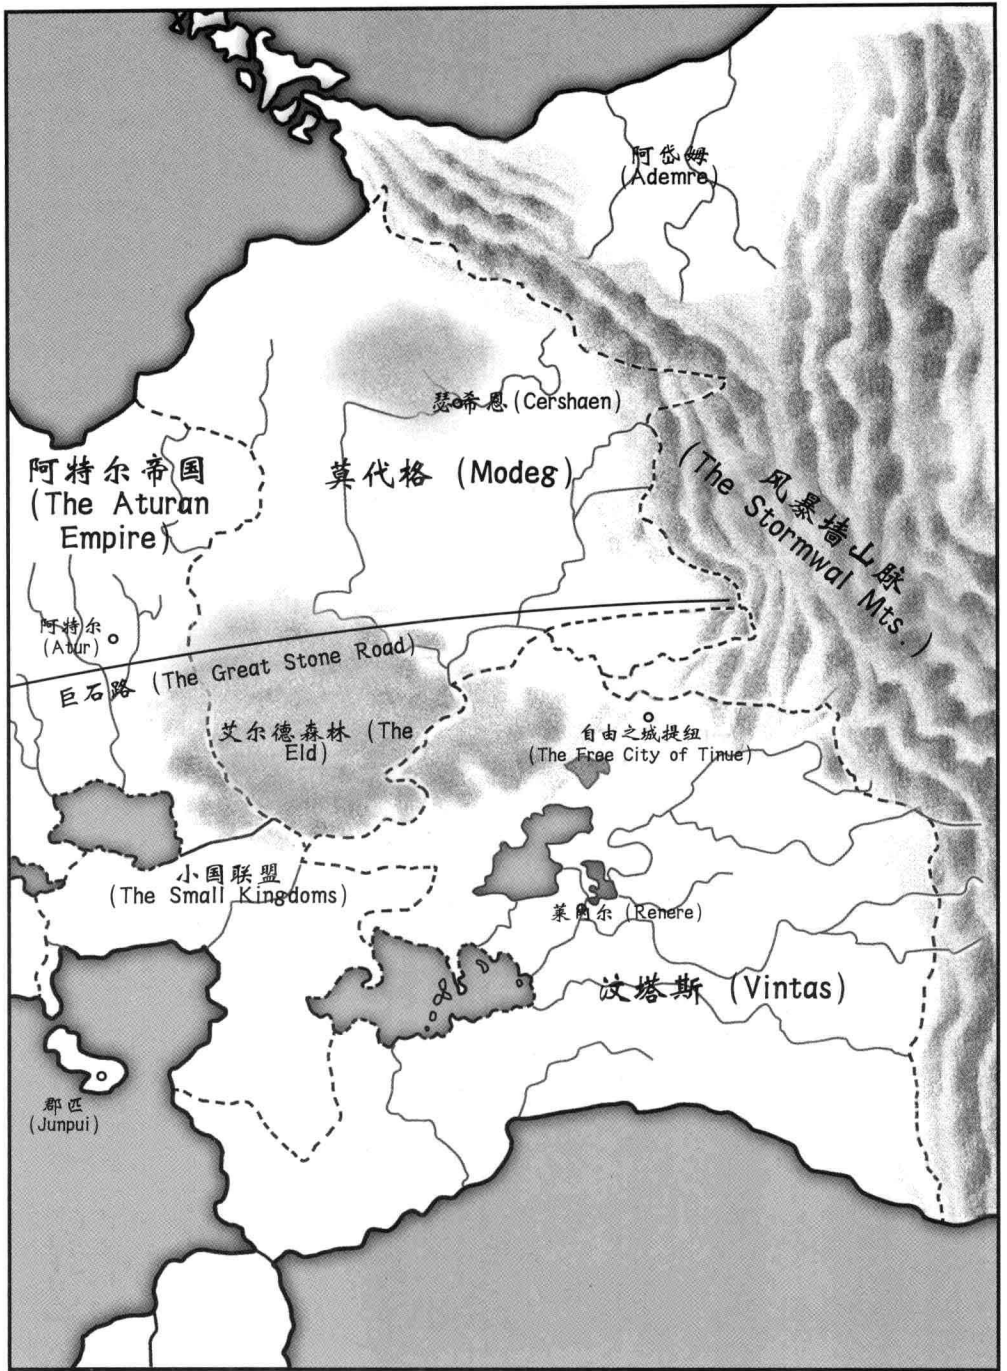 阿岱姆
(Ademre)
瑟希恩 (Cershaen)
阿特尔帝国
(The Aturan
Empire)
莫代格 (Modeg)
风暴墙山脉
(The Stormwal Mts.)
阿特尔
(Atur)
巨石路 (The Great Stone Road)
艾尔德森林 (The
Eld)
自由之城提纽
(The Free City of Tinue)
小国联盟
(The Small Kingdoms)
莱内尔 (Renere)
汶塔斯 (Vintas)
郡匹
(Junpui)